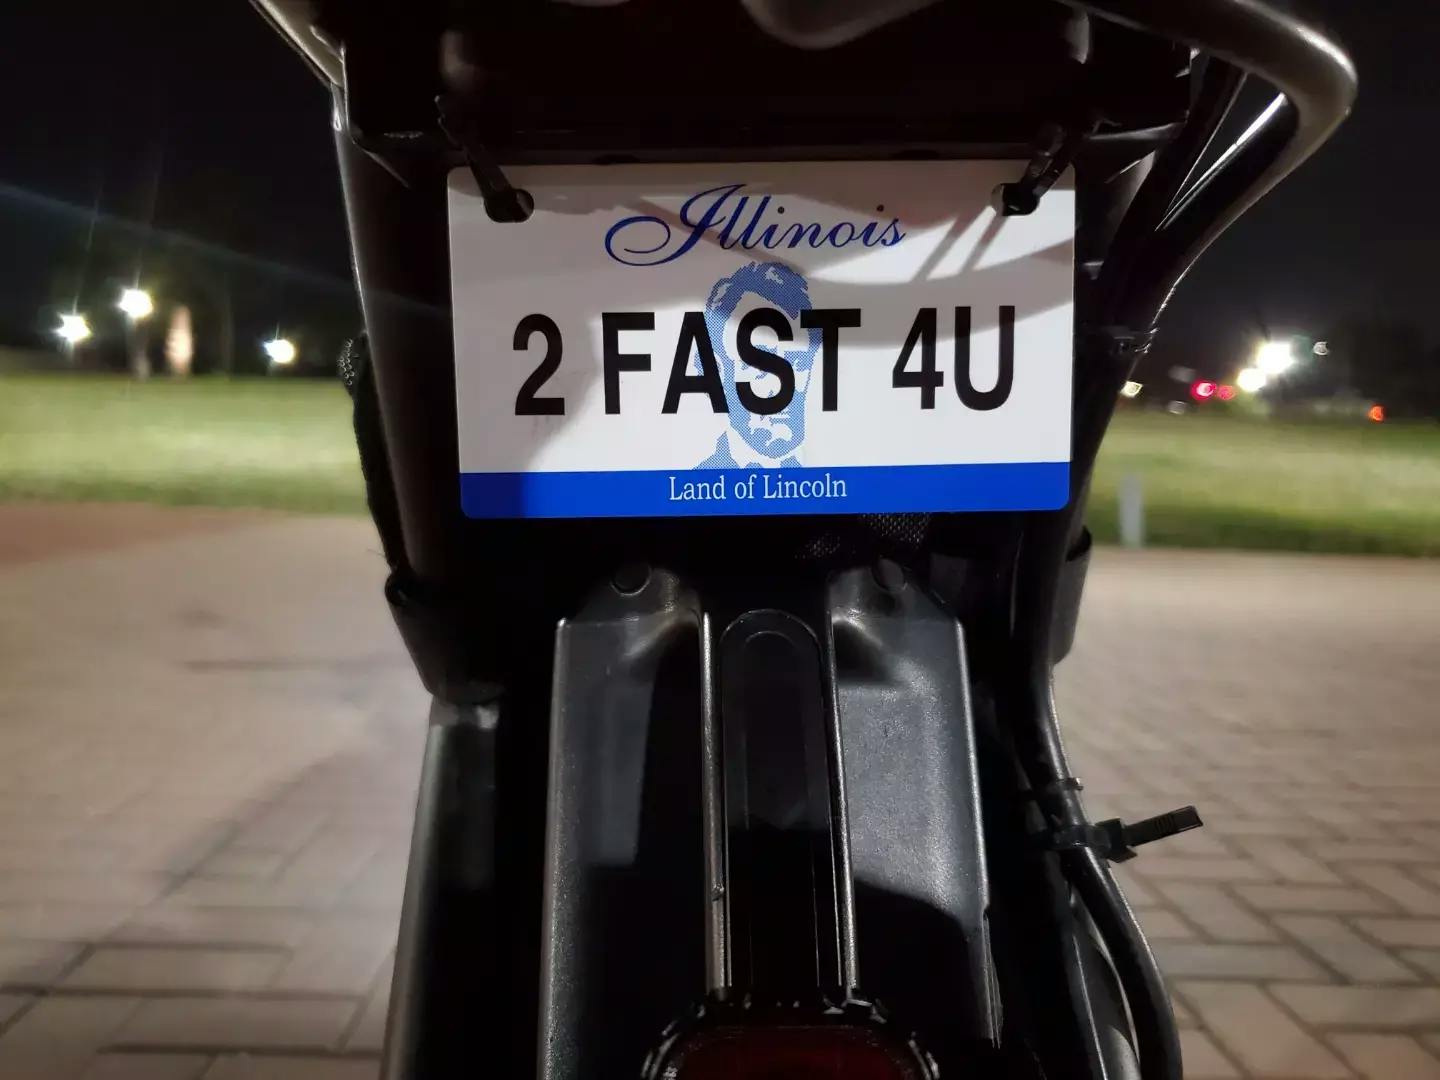 Illinois
2 FAST 4U
Land of Lincoln